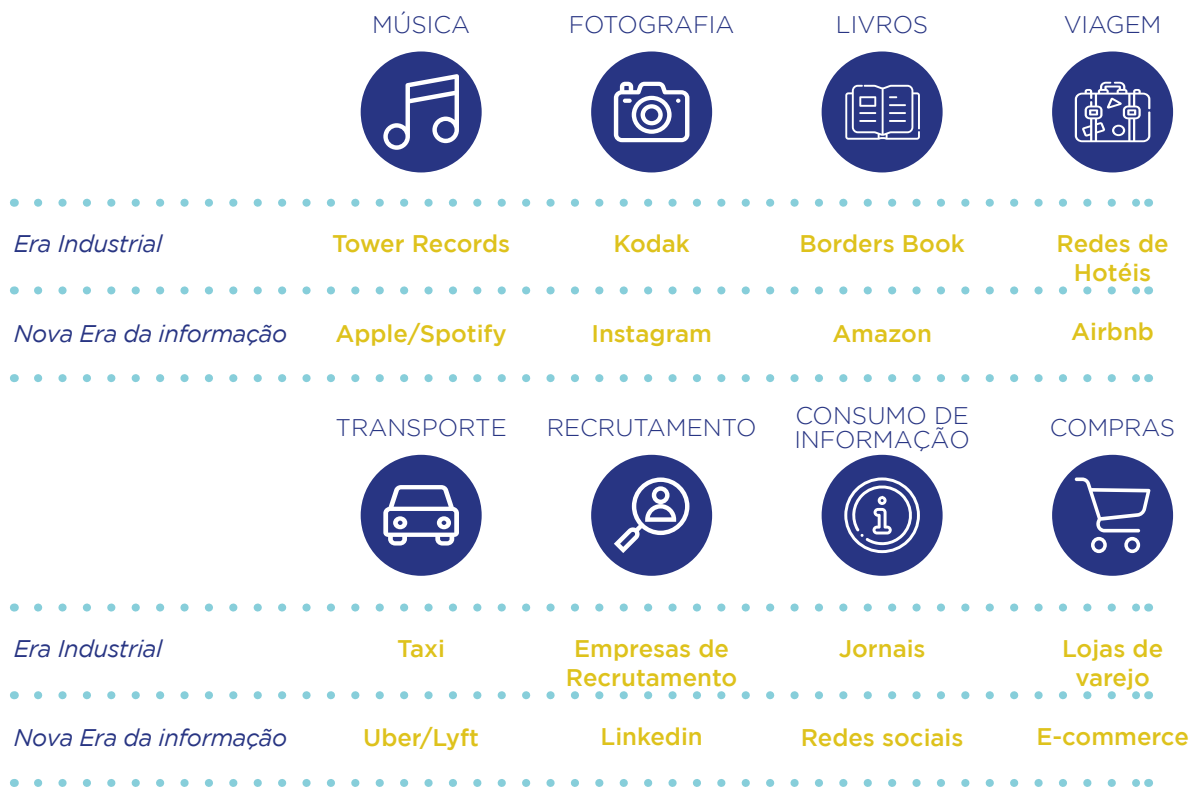 MÚSICA FOTOGRAFIA LIVROS VIAGEM
Era Industrial Tower Records Kodak Borders Book Redes de
Hotéis
Nova Era da informação Apple/Spotify Instagram Amazon Airbnb
TRANSPORTE RECRUTAMENTO CONSUMO DE
INFORMAÇÃO COMPRAS
Era Industrial Taxi Empresas de
Recrutamento Jornais Lojas de
varejo
Nova Era da informação Uber/Lyft Linkedin Redes sociais E-commerce